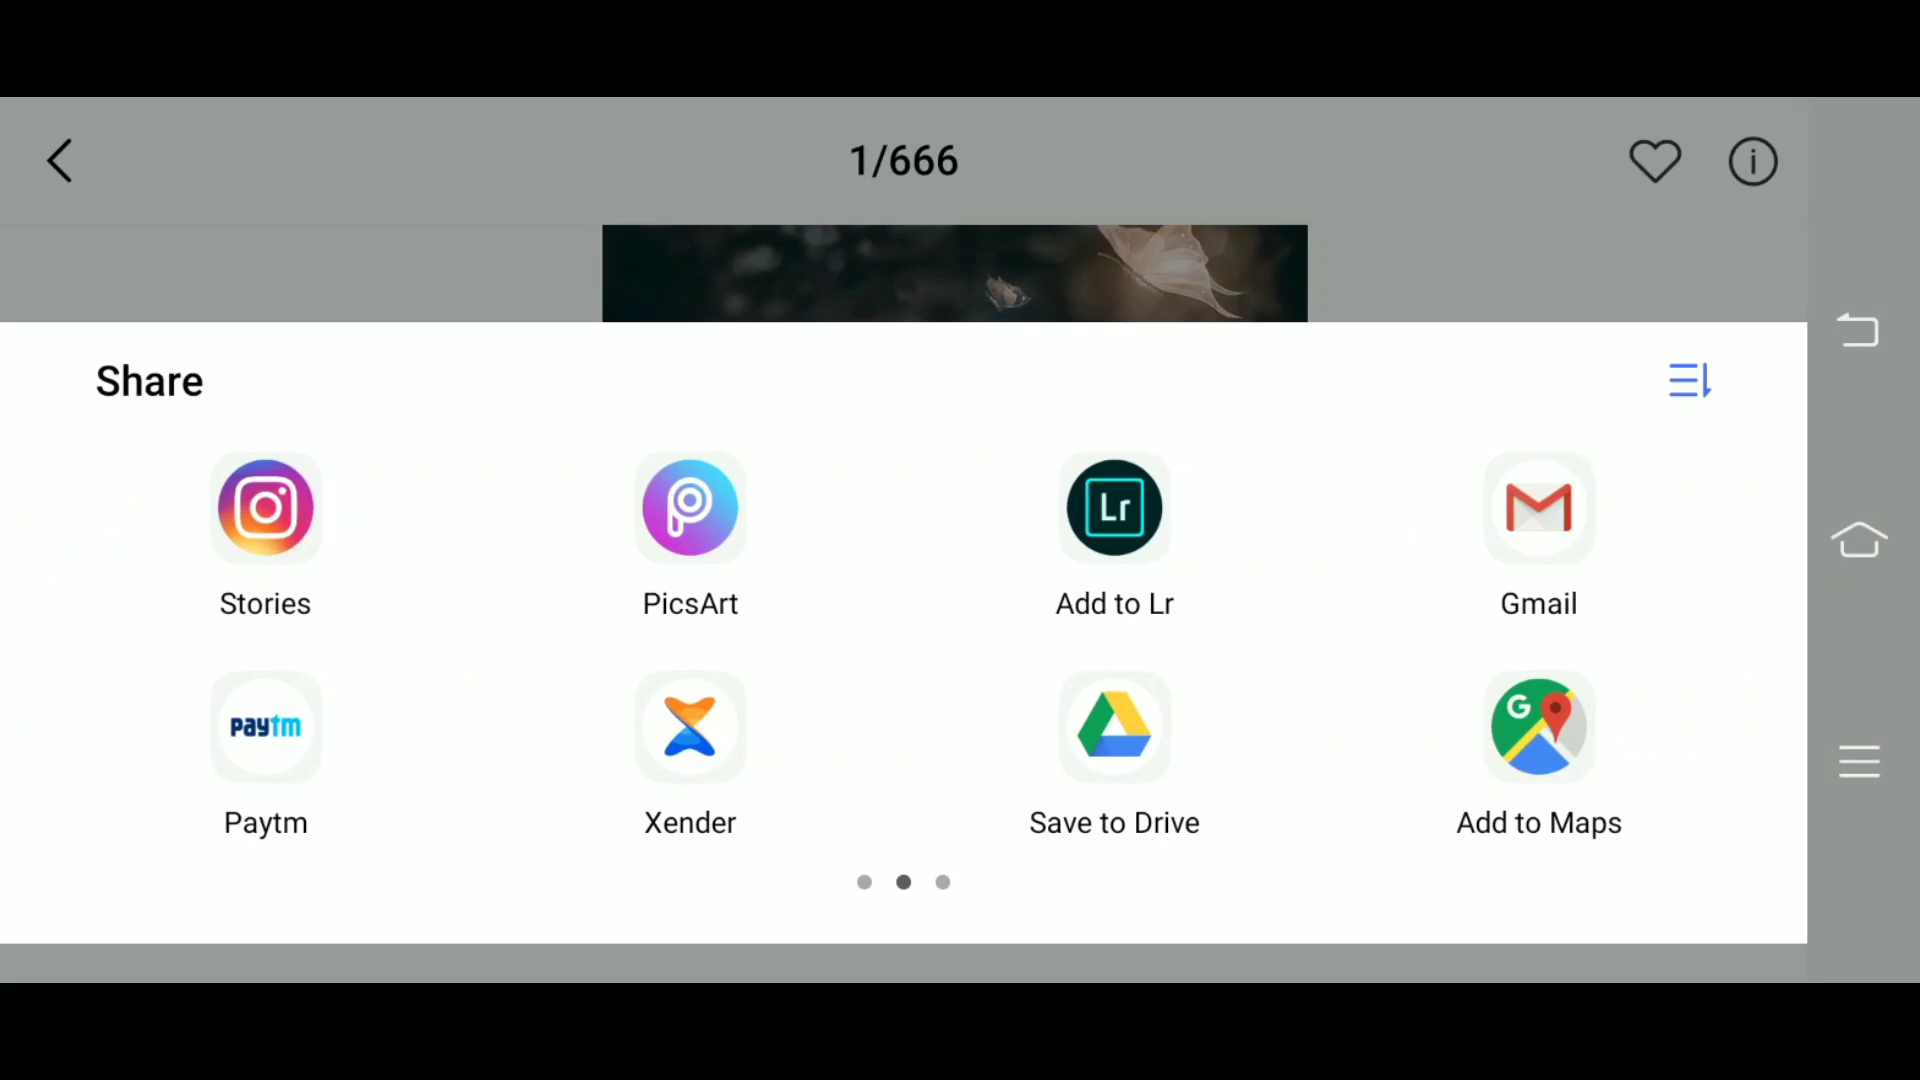 1/666
Share
Lr
Stories
PicsArt
Add to Lr
Gmail
paytm
G
Paytm
Xender
Save to Drive
Add to Maps